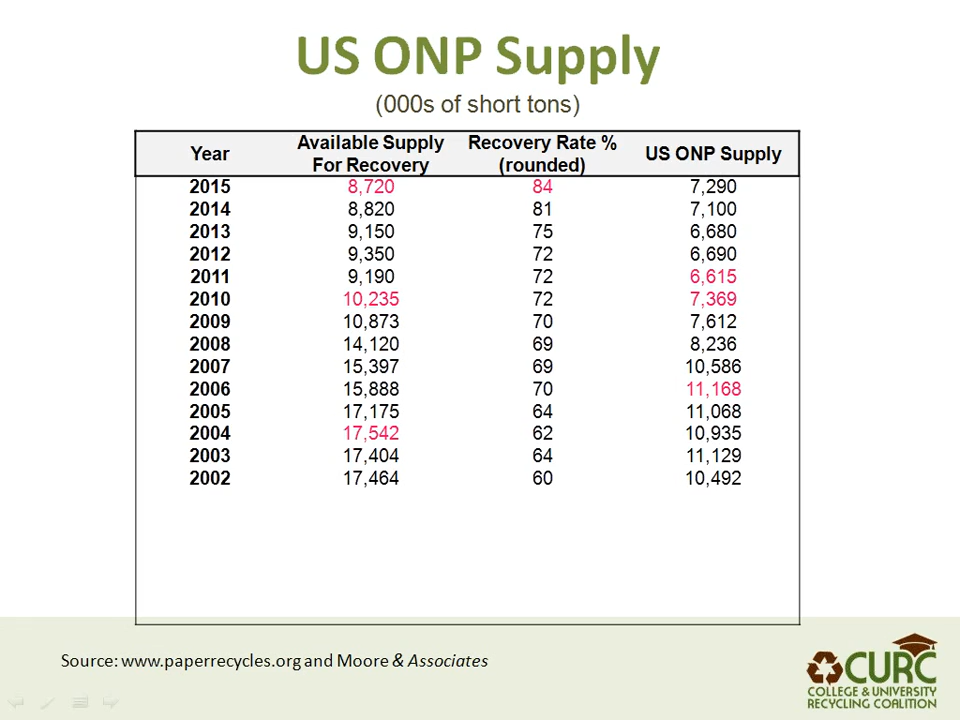 US ONP Supply
(000s of short tons)
Year Available Supply For Recovery Recovery Rate % (rounded) US ONP Supply
2015 8,720 84 7,290
2014 8,820 81 7,100
2013 9,150 75 6,680
2012 9,350 72 6,690
2011 9,190 72 6,615
2010 10,235 72 7,369
2009 10,873 70 7,612
2008 14,120 69 8,236
2007 15,397 69 10,586
2006 15,888 70 11,168
2005 17,175 64 11,068
2004 17,542 62 10,935
2003 17,404 64 11,129
2002 17,464 60 10,492
Source: www.paperrecycles.org and Moore & Associates
CURC
COLLEGE & UNIVERSITY
RECYCLING COALITION